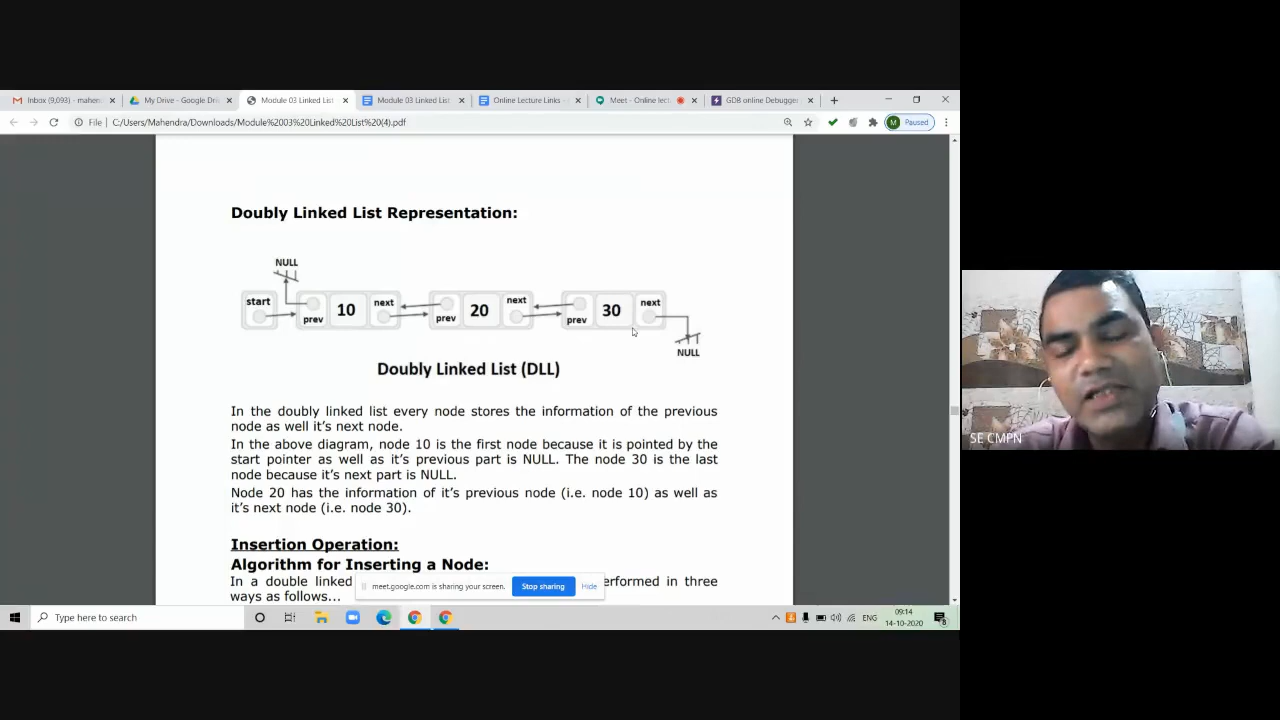 Inbox (9,093) - mahend
My Drive - Google Driv
Module 03 Linked List
Module 03 Linked List
Online Lecture Links -
Meet - Online lect
GDB online Debugger
File | C:/Users/Mahendra/Downloads/Module%2003%20Linked%20List%20(4).pdf
M Paused
Doubly Linked List Representation:
NULL
start
prev 10 next
prev 20 next
prev 30 next
NULL
Doubly Linked List (DLL)
In the doubly linked list every node stores the information of the previous
node as well it's next node.
In the above diagram, node 10 is the first node because it is pointed by the
start pointer as well as it's previous part is NULL. The node 30 is the last
node because it's next part is NULL.
Node 20 has the information of it's previous node (i.e. node 10) as well as
it's next node (i.e. node 30).
Insertion Operation:
Algorithm for Inserting a Node:
In a double linked
erformed in three
ways as follows...
meet.google.com is sharing your screen.
Stop sharing
Hide
SE CMPN
Type here to search
ENG
09:14
14-10-2020
8